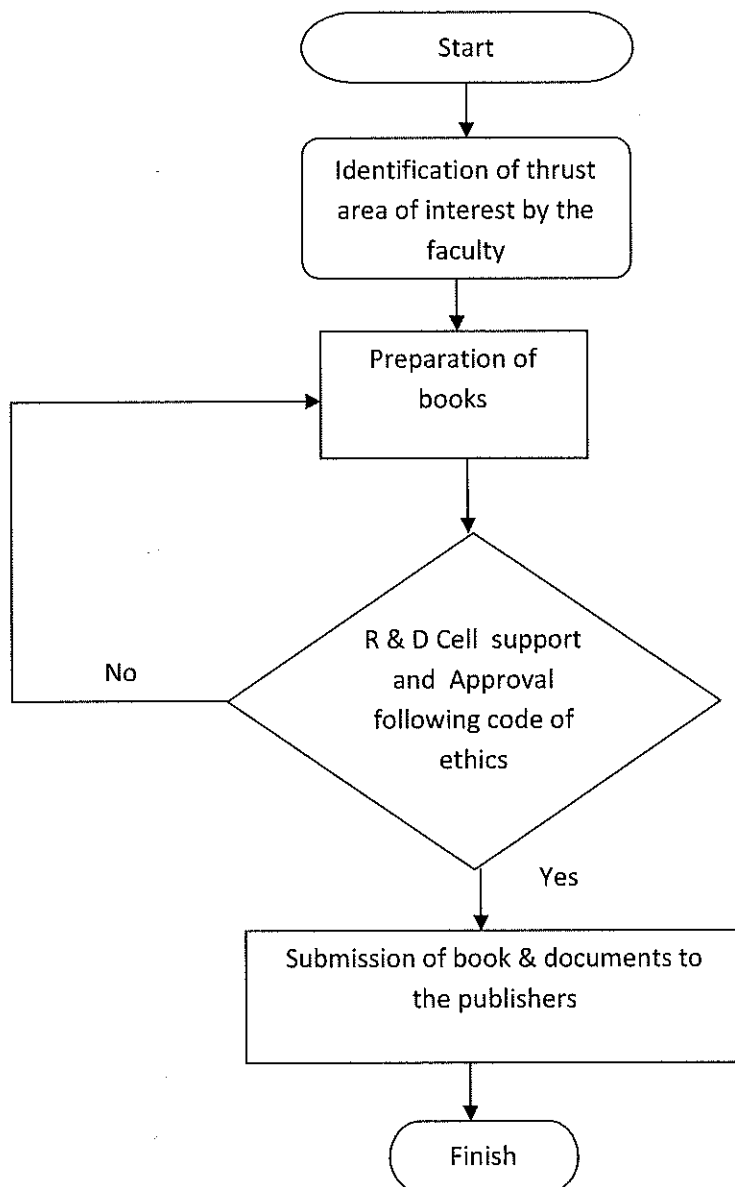 Start
Identification of thrust
area of interest by the
faculty
Preparation of
books
R & D Cell support
and Approval
following code of
ethics
No
Yes
Submission of book & documents to
the publishers
Finish